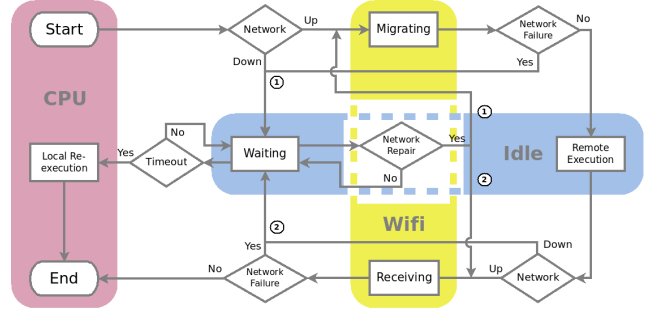 Start
Network
Up
Migrating
Network
Failure
No
Down
Yes
1
CPU
1
No
Local Re-
execution
Yes
Timeout
Waiting
Network
Repair
Yes
Idle
Remote
Execution
No
2
2
Wifi
Yes
Down
End
No
Network
Failure
Receiving
Up
Network